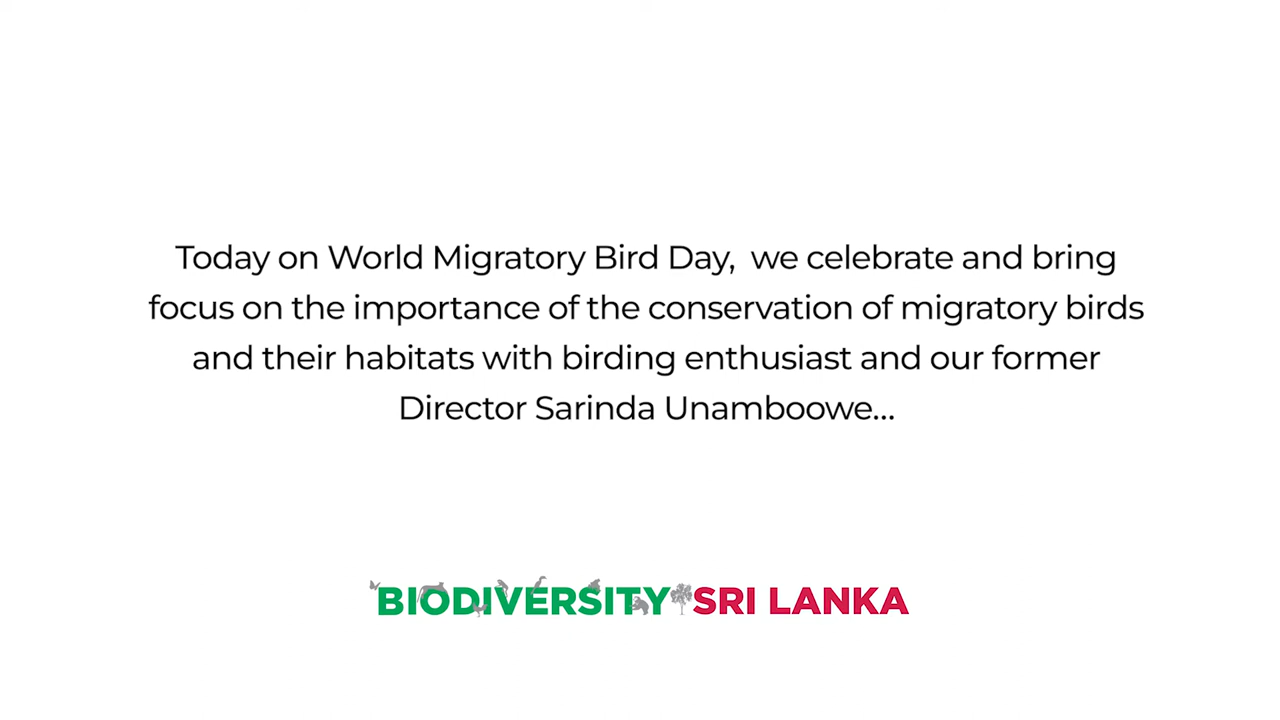 Today on World Migratory Bird Day,  we celebrate and bring
focus on the importance of the conservation of migratory birds
and their habitats with birding enthusiast and our former
Director Sarinda Unamboowe...
BIODIVERSITY SRI LANKA